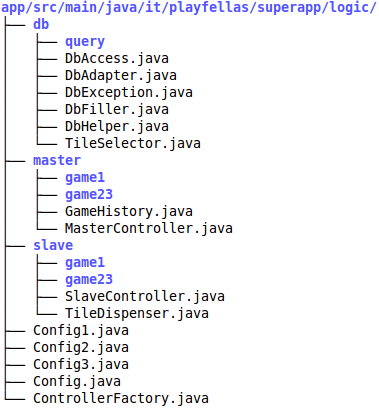 app/src/main/java/it/playfellas/superapp/logic/
├── db
│   ├── query
│   ├── DbAccess.java
│   ├── DbAdapter.java
│   ├── DbException.java
│   ├── DbFiller.java
│   ├── DbHelper.java
│   └── TileSelector.java
├── master
│   ├── game1
│   ├── game23
│   ├── GameHistory.java
│   └── MasterController.java
├── slave
│   ├── game1
│   ├── game23
│   ├── SlaveController.java
│   └── TileDispenser.java
├── Config1.java
├── Config2.java
├── Config3.java
├── Config.java
└── ControllerFactory.java